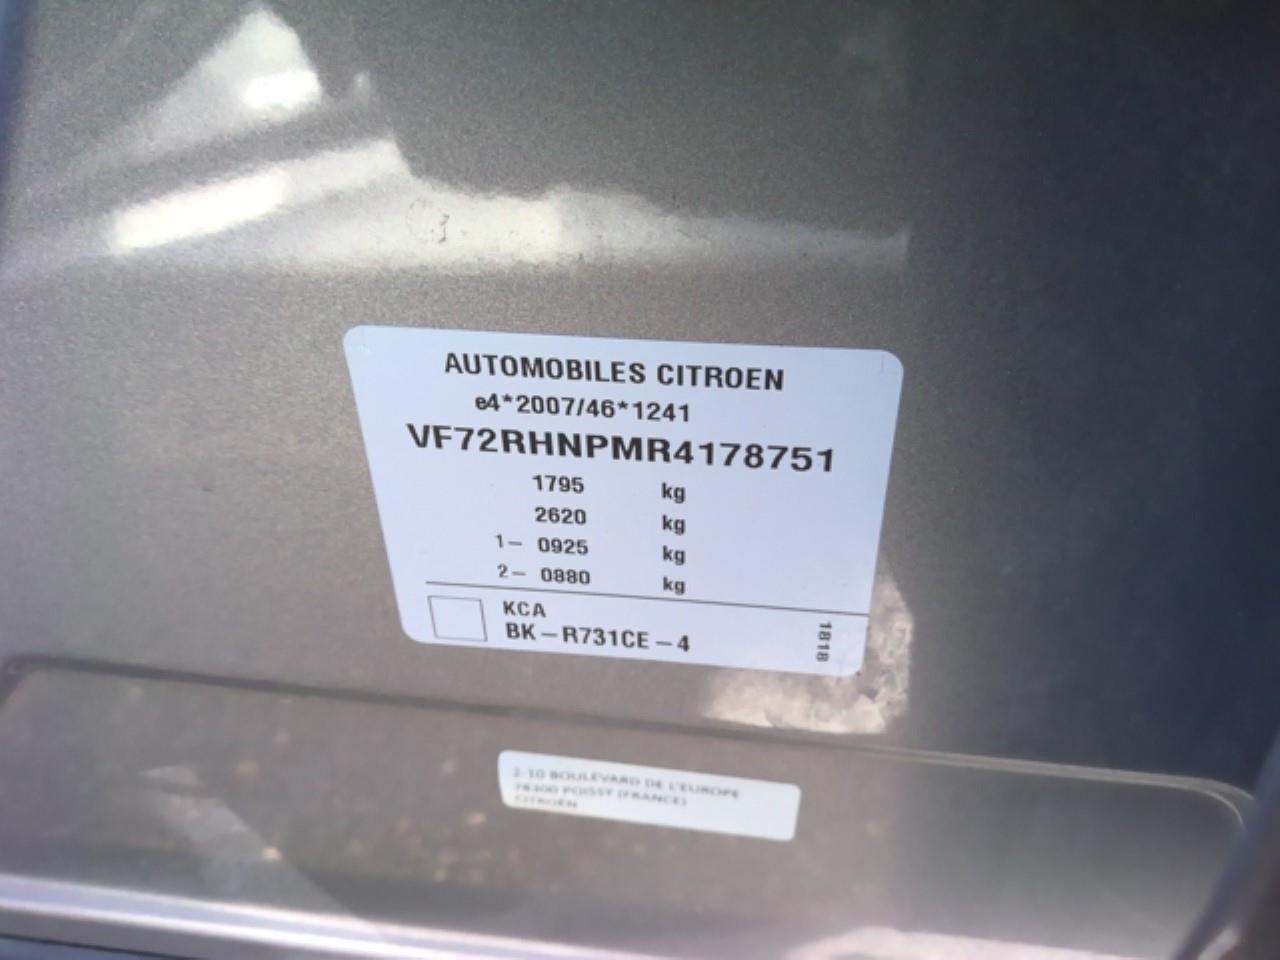 AUTOMOBILES CITROEN
e4*2007/46*1241
VF72RHNPMR4178751
1795 kg
2620 kg
1- 0925 kg
2- 0880 kg
KCA
BK-R731CE-4
1818
2-10 BOULEVARD DE L'EUROPE
78300 POISSY (FRANCE)
CITROËN